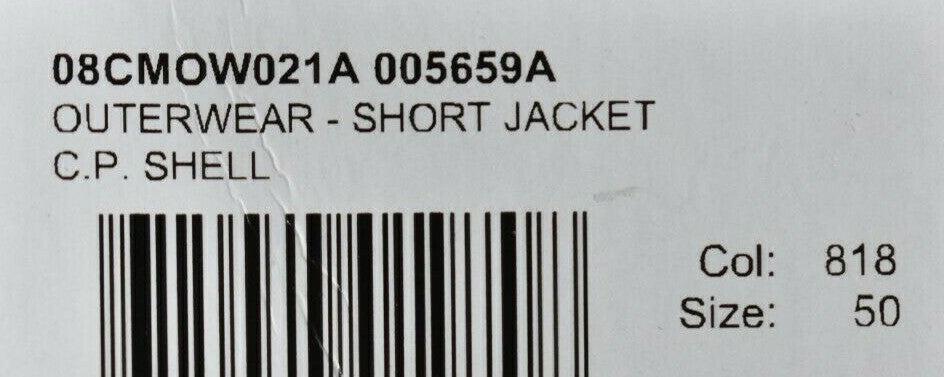 08CMOW021A 005659A
OUTERWEAR - SHORT JACKET
C.P. SHELL
Col: 818
Size: 50